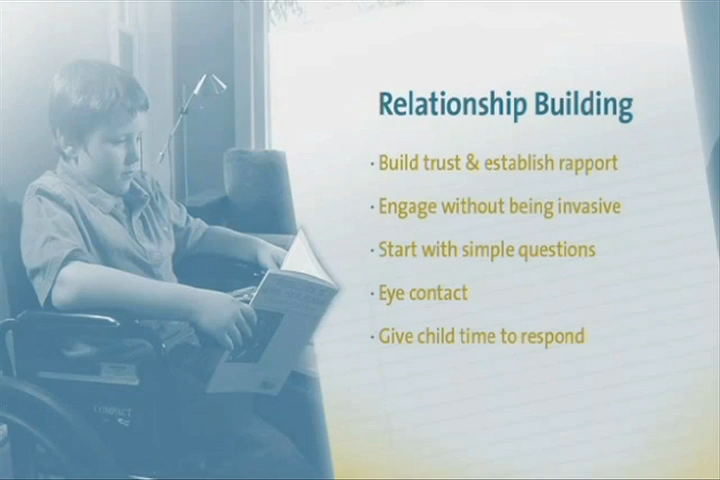 Relationship Building
· Build trust & establish rapport
· Engage without being invasive
· Start with simple questions
· Eye contact
· Give child time to respond
COMPACT